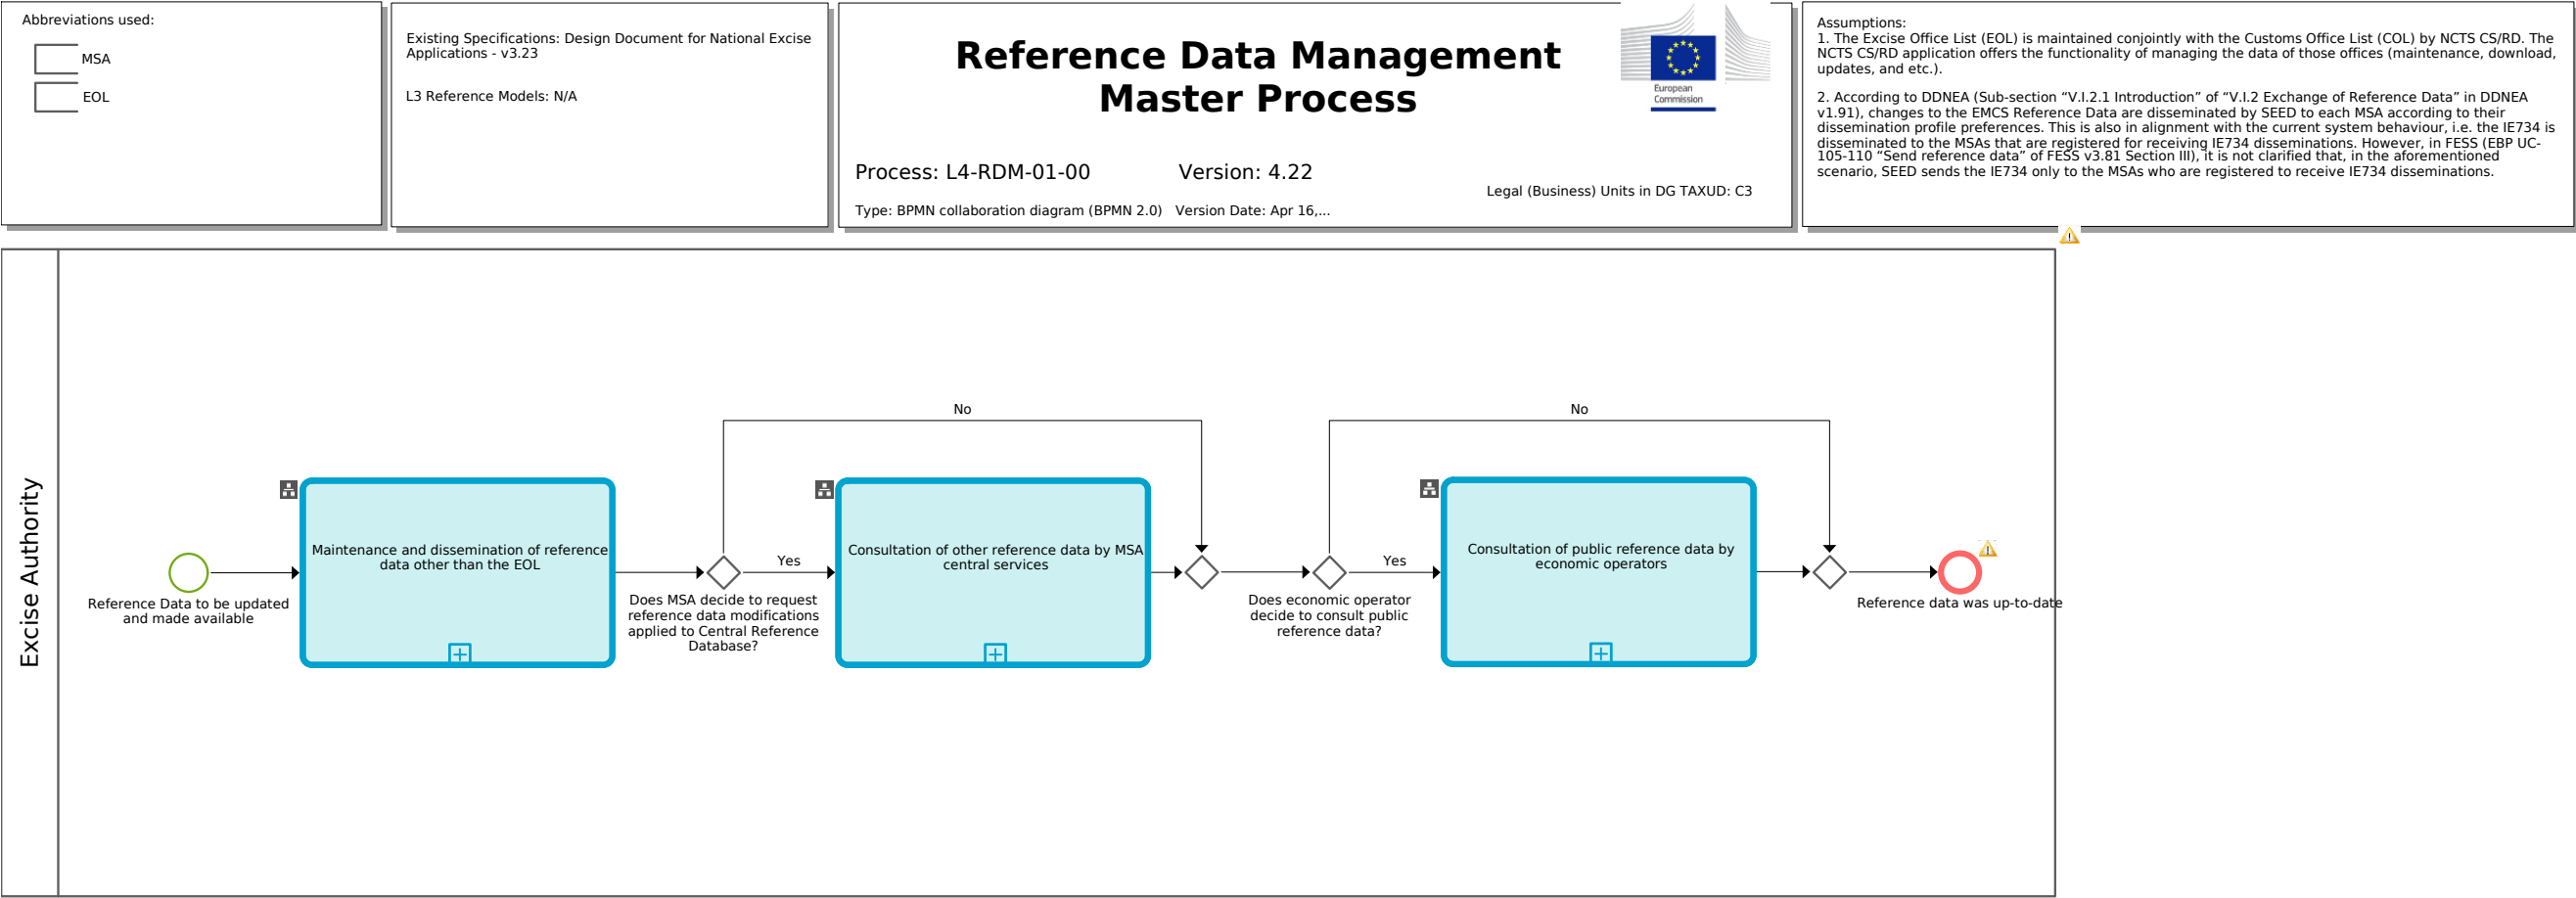 Abbreviations used:
MSA
EOL
Existing Specifications: Design Document for National Excise
Applications - v3.23
L3 Reference Models: N/A
Reference Data Management
Master Process
European
Commission
Process: L4-RDM-01-00
Version: 4.22
Legal (Business) Units in DG TAXUD: C3
Type: BPMN collaboration diagram (BPMN 2.0)
Version Date: Apr 16,...
Assumptions:
1. The Excise Office List (EOL) is maintained conjointly with the Customs Office List (COL) by NCTS CS/RD. The
NCTS CS/RD application offers the functionality of managing the data of those offices (maintenance, download,
updates, and etc.).
2. According to DDNEA (Sub-section “V.I.2.1 Introduction” of “V.I.2 Exchange of Reference Data” in DDNEA
v1.91), changes to the EMCS Reference Data are disseminated by SEED to each MSA according to their
dissemination profile preferences. This is also in alignment with the current system behaviour, i.e. the IE734 is
disseminated to the MSAs that are registered for receiving IE734 disseminations. However, in FESS (EBP UC-
105-110 “Send reference data” of FESS v3.81 Section III), it is not clarified that, in the aforementioned
scenario, SEED sends the IE734 only to the MSAs who are registered to receive IE734 disseminations.
Excise Authority
Reference Data to be updated
and made available
Maintenance and dissemination of reference
data other than the EOL
Does MSA decide to request
reference data modifications
applied to Central Reference
Database?
No
Yes
Consultation of other reference data by MSA
central services
Does economic operator
decide to consult public
reference data?
No
Yes
Consultation of public reference data by
economic operators
Reference data was up-to-date